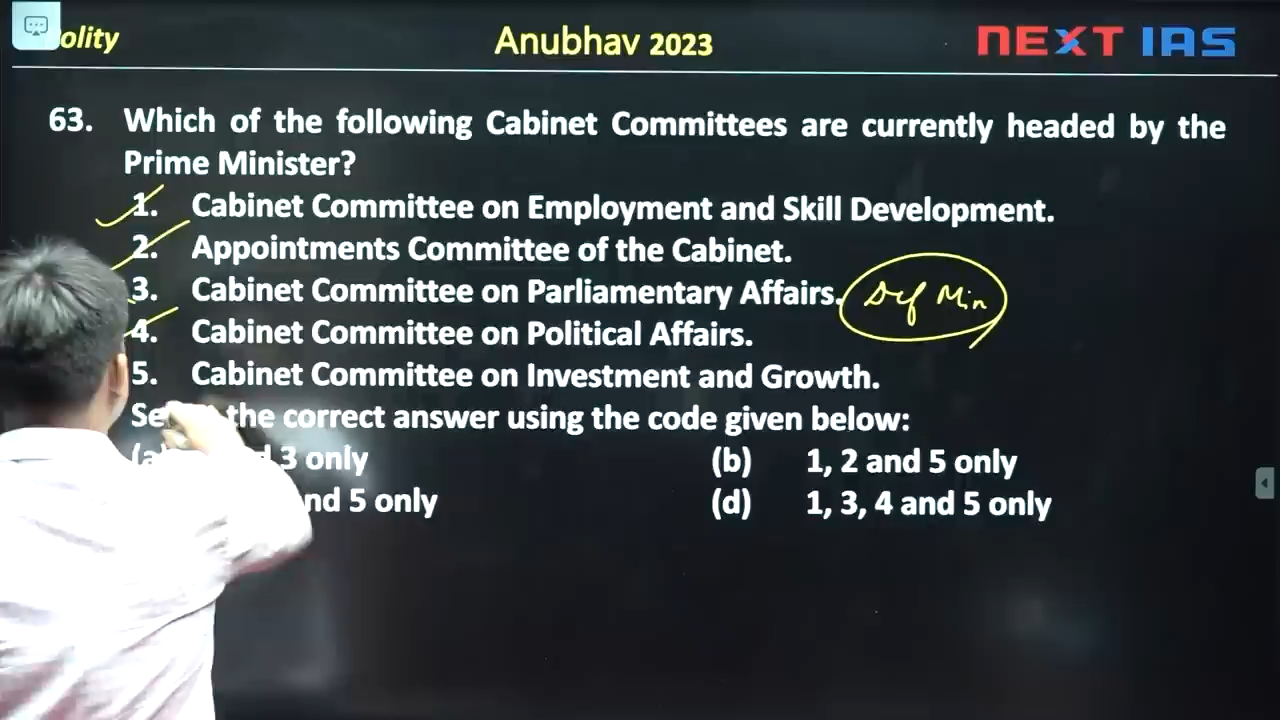 olity
Anubhav 2023
NEXT IAS
63. Which of the following Cabinet Committees are currently headed by the
Prime Minister?
1. Cabinet Committee on Employment and Skill Development.
2. Appointments Committee of the Cabinet.
3. Cabinet Committee on Parliamentary Affairs. Def Min
4. Cabinet Committee on Political Affairs.
5. Cabinet Committee on Investment and Growth.
the correct answer using the code given below:
3 only
(b) 1, 2 and 5 only
and 5 only
(d) 1, 3, 4 and 5 only